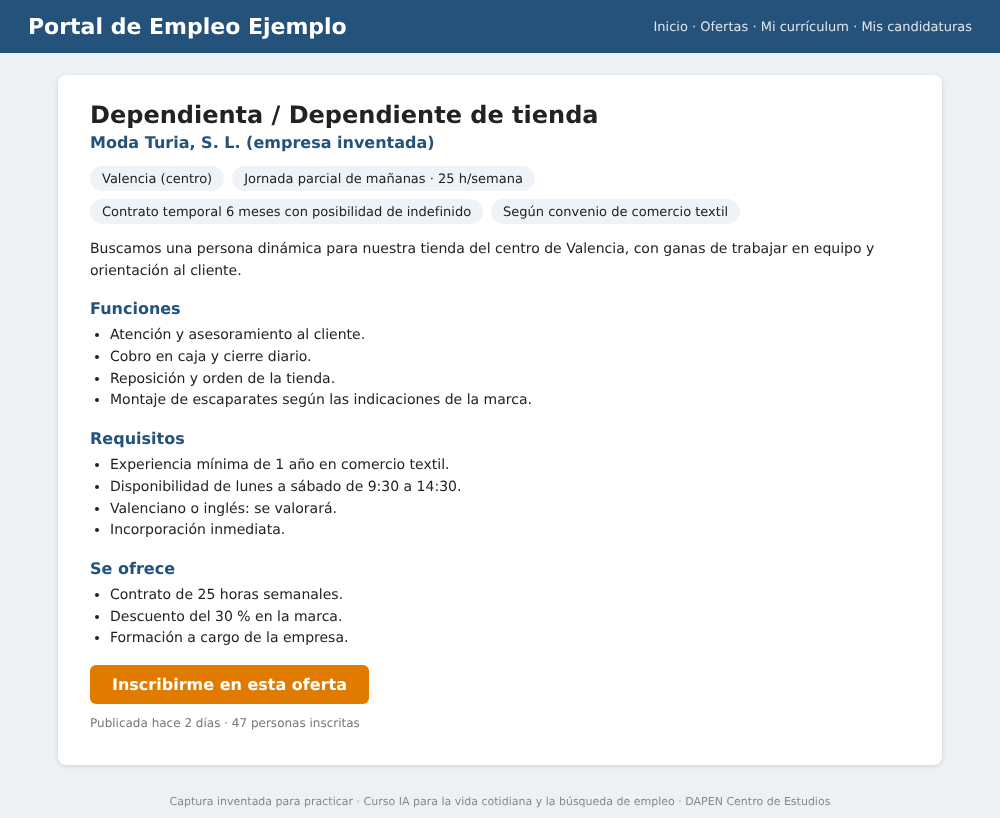 Portal de Empleo Ejemplo
Inicio · Ofertas · Mi currículum · Mis candidaturas
Dependienta / Dependiente de tienda
Moda Turia, S. L. (empresa inventada)
Valencia (centro)
Jornada parcial de mañanas · 25 h/semana
Contrato temporal 6 meses con posibilidad de indefinido
Según convenio de comercio textil
Buscamos una persona dinámica para nuestra tienda del centro de Valencia, con ganas de trabajar en equipo y
orientación al cliente.
Funciones
• Atención y asesoramiento al cliente.
• Cobro en caja y cierre diario.
• Reposición y orden de la tienda.
• Montaje de escaparates según las indicaciones de la marca.
Requisitos
• Experiencia mínima de 1 año en comercio textil.
• Disponibilidad de lunes a sábado de 9:30 a 14:30.
• Valenciano o inglés: se valorará.
• Incorporación inmediata.
Se ofrece
• Contrato de 25 horas semanales.
• Descuento del 30 % en la marca.
• Formación a cargo de la empresa.
Inscribirme en esta oferta
Publicada hace 2 días · 47 personas inscritas
Captura inventada para practicar · Curso IA para la vida cotidiana y la búsqueda de empleo · DAPEN Centro de Estudios